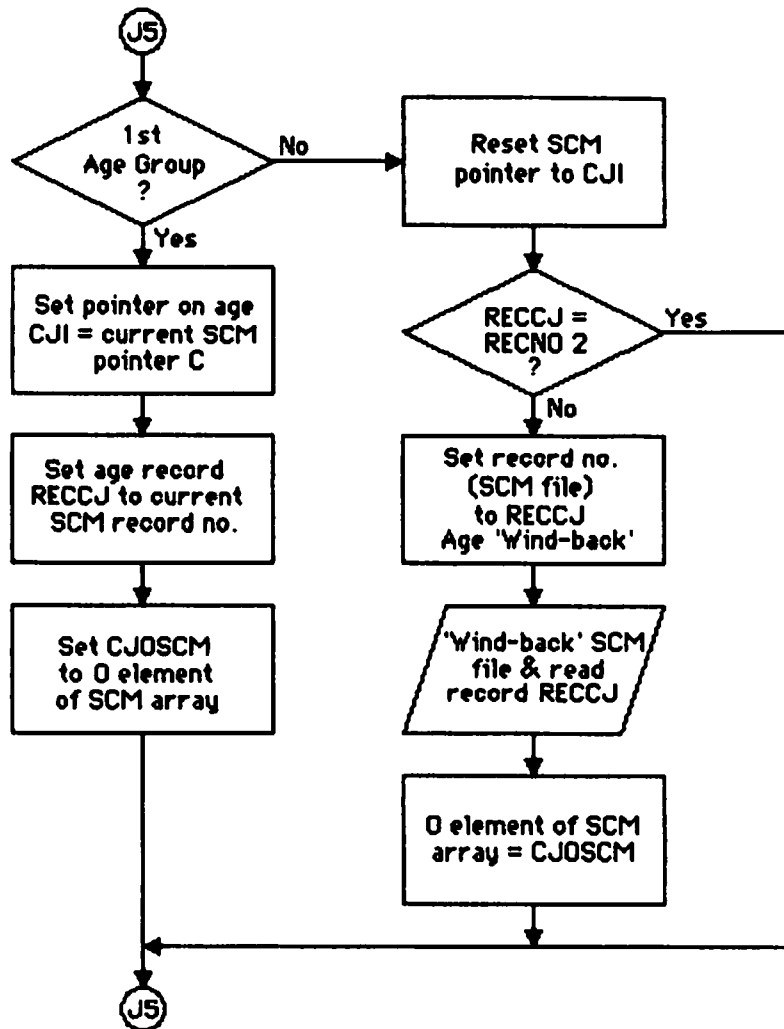 J5
1st
Age Group
?
No
Yes
Set pointer on age
CJI = current SCM
pointer C
Set age record
RECCJ to current
SCM record no.
Set CJOSCM
to O element
of SCM array
Reset SCM
pointer to CJI
RECCJ =
RECNO 2
?
Yes
No
Set record no.
(SCM file)
to RECCJ
Age 'Wind-back'
'Wind-back' SCM
file & read
record RECCJ
O element of SCM
array = CJOSCM
J5